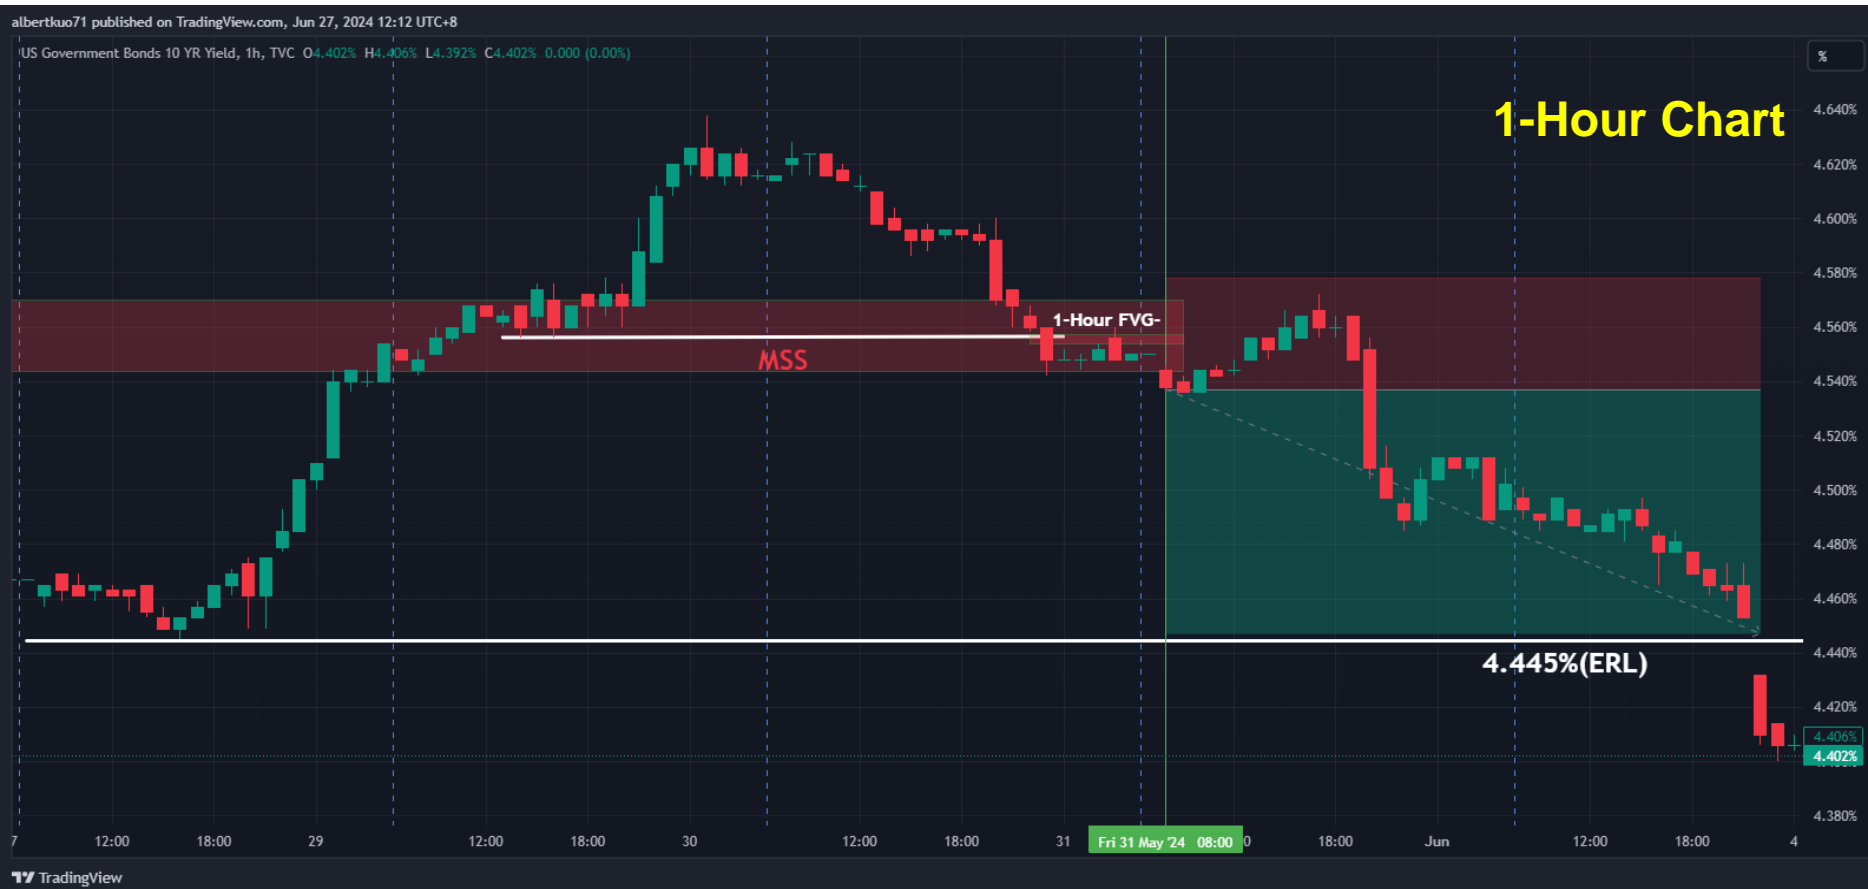 albertkuo71 published on TradingView.com, Jun 27, 2024 12:12 UTC+8
US Government Bonds 10 YR Yield, 1h, TVC O4.402% H4.406% L4.392% C4.402% 0.000 (0.00%)
%
1-Hour Chart
4.640%
4.620%
4.600%
4.580%
4.560%
4.540%
4.520%
4.500%
4.480%
4.460%
4.440%
4.420%
4.406%
4.402%
4.380%
1-Hour FVG-
MSS
4.445%(ERL)
7 12:00 18:00 29 12:00 18:00 30 12:00 18:00 31 Fri 31 May '24 08:00 0 18:00 Jun 12:00 18:00 4
TradingView